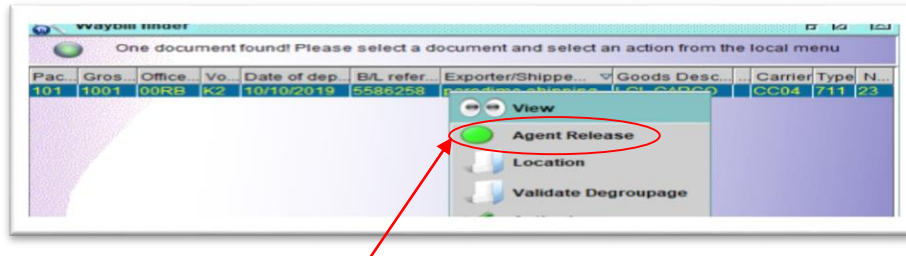 Waybill finder
One document found! Please select a document and select an action from the local menu
Pac... Gros... Office... Vo... Date of dep... B/L refer... Exporter/Shippe... Goods Desc... ... Carrier Type N...
101 1001 00RB K2 10/10/2019 5586258 paradime shipping LCL CARGO CC04 711 23
View
Agent Release
Location
Validate Degroupage